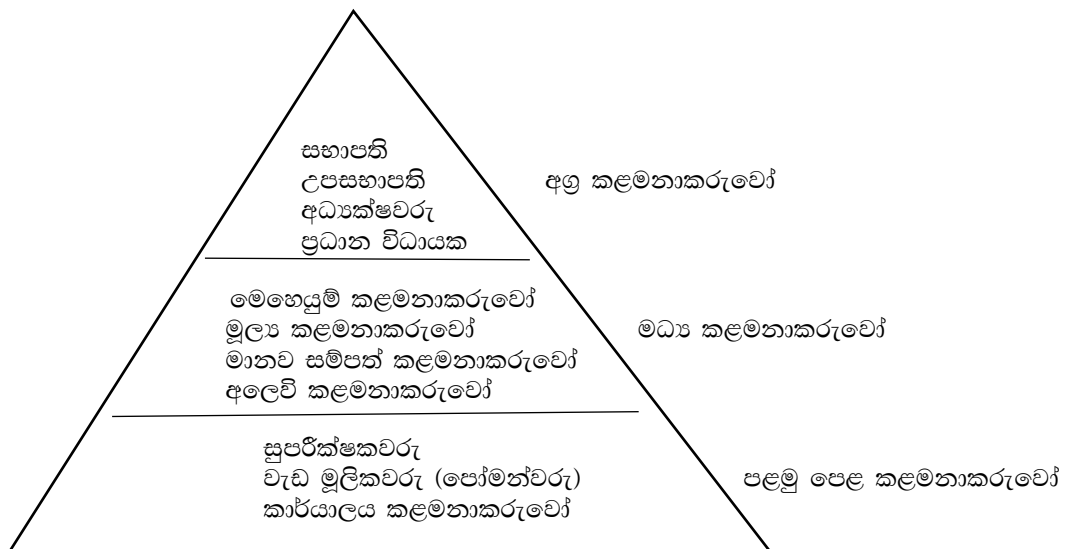 සභාපති
උපසභාපති
අග්‍ර කළමනාකරුවෝ
අධ්‍යක්ෂවරු
ප්‍රධාන විධායක
මෙහෙයුම් කළමනාකරුවෝ
මූල්‍ය කළමනාකරුවෝ
මධ්‍ය කළමනාකරුවෝ
මානව සම්පත් කළමනාකරුවෝ
අලෙවි කළමනාකරුවෝ
සුපරීක්ෂකවරු
වැඩ මූලිකවරු (පෝමන්වරු)
පළමු පෙළ කළමනාකරුවෝ
කාර්යාලය කළමනාකරුවෝ